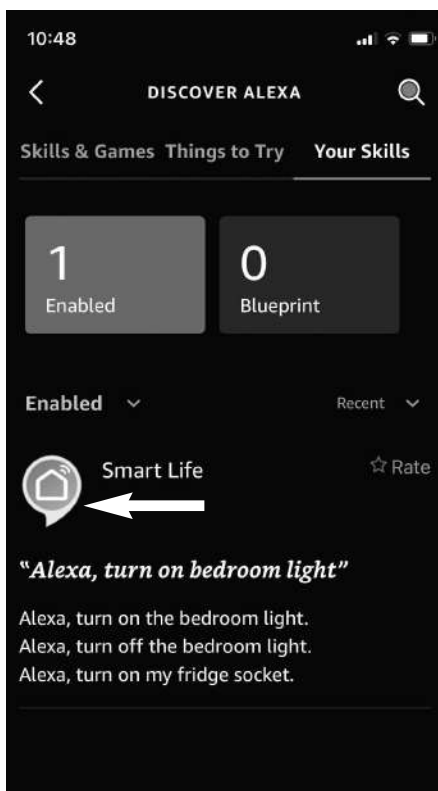 10:48
DISCOVER ALEXA
Skills & Games Things to Try Your Skills
1 0
Enabled Blueprint
Enabled Recent
Smart Life Rate
“Alexa, turn on bedroom light”
Alexa, turn on the bedroom light.
Alexa, turn off the bedroom light.
Alexa, turn on my fridge socket.